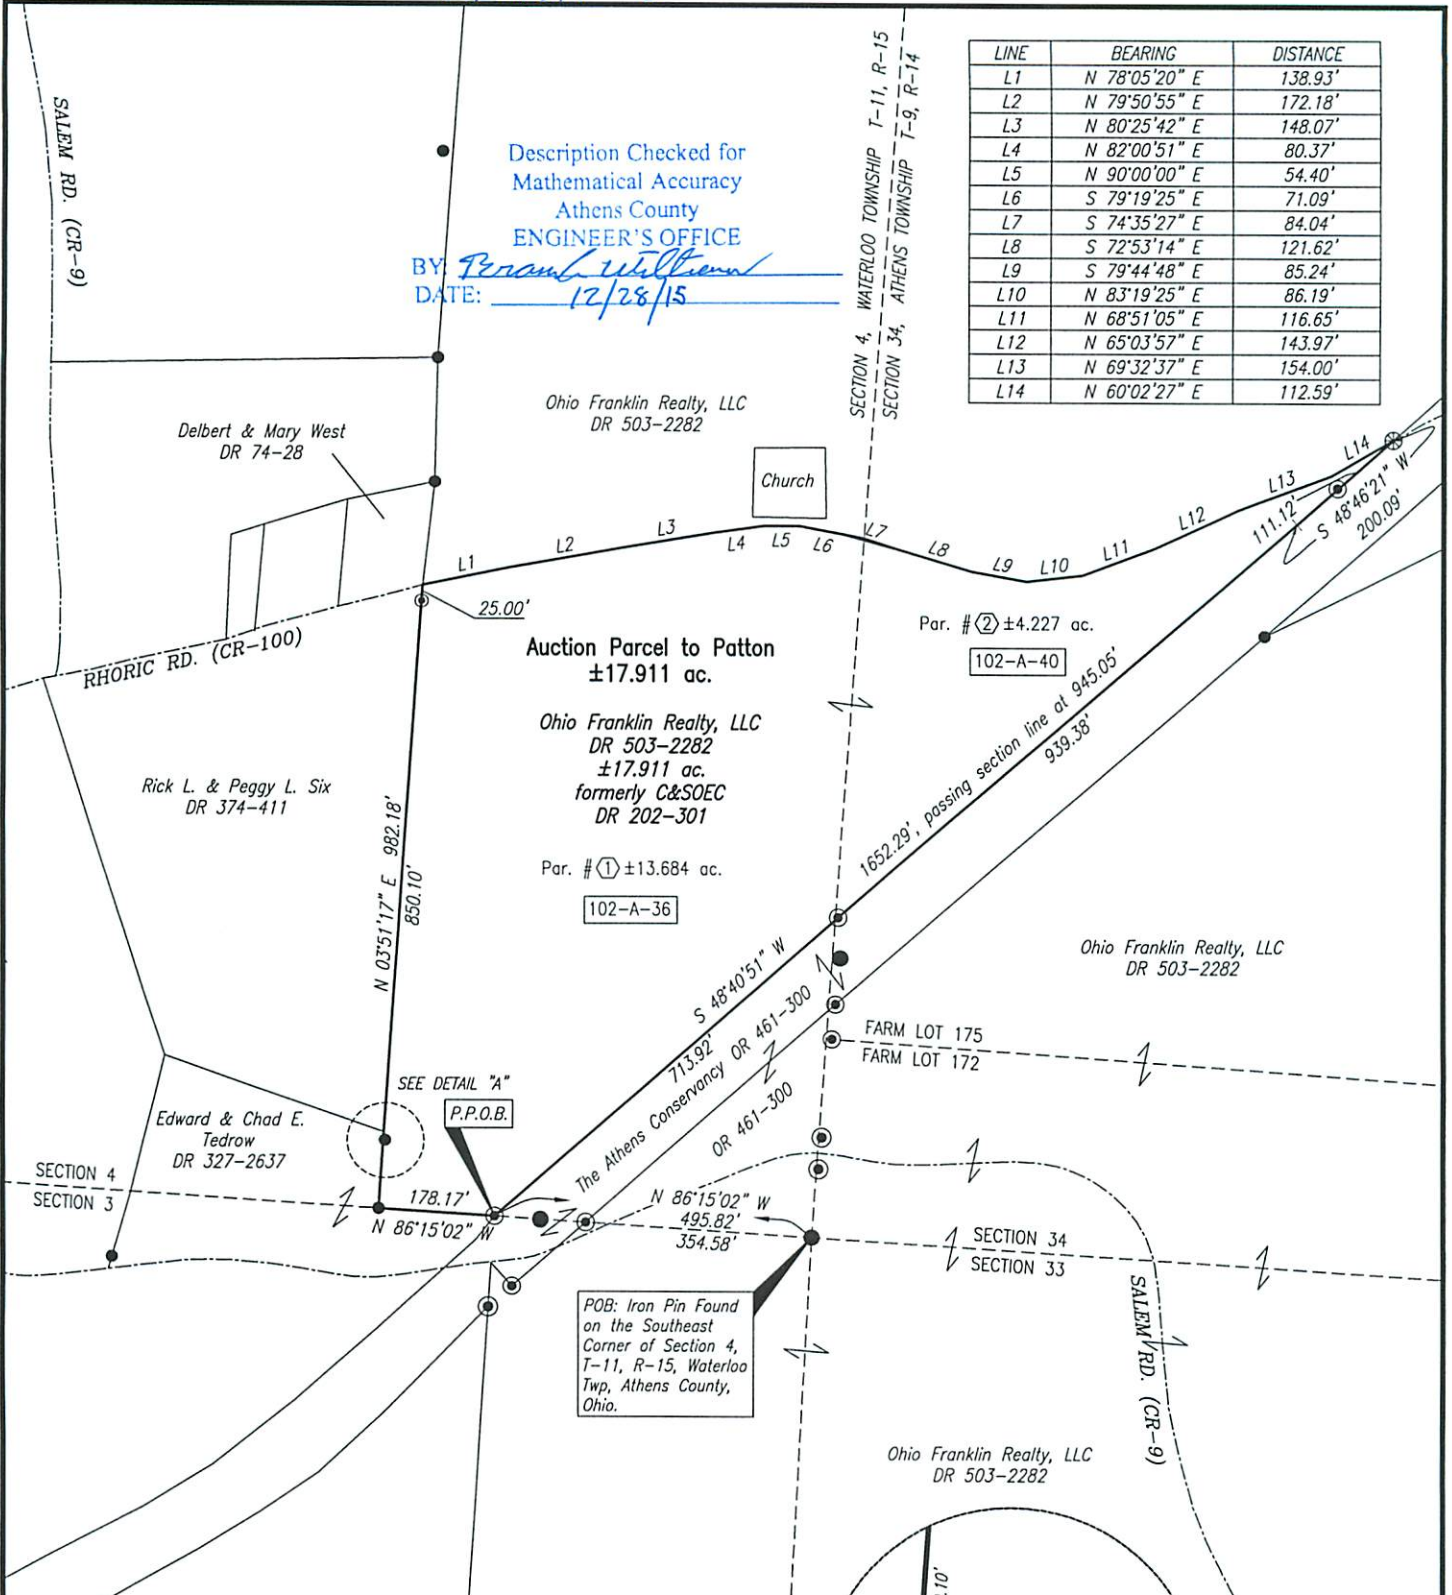 LINE BEARING DISTANCE
L1 N 78°05'20" E 138.93'
L2 N 79°50'55" E 172.18'
L3 N 80°25'42" E 148.07'
L4 N 82°00'51" E 80.37'
L5 N 90°00'00" E 54.40'
L6 S 79°19'25" E 71.09'
L7 S 74°35'27" E 84.04'
L8 S 72°53'14" E 121.62'
L9 S 79°44'48" E 85.24'
L10 N 83°19'25" E 86.19'
L11 N 68°51'05" E 116.65'
L12 N 65°03'57" E 143.97'
L13 N 69°32'37" E 154.00'
L14 N 60°02'27" E 112.59'
SALEM RD. (CR-9)
Description Checked for
Mathematical Accuracy
Athens County
ENGINEER'S OFFICE
BY
DATE: 12/28/15
SECTION 4, WATERLOO TOWNSHIP T-11, R-15
SECTION 34, ATHENS TOWNSHIP T-9, R-14
Ohio Franklin Realty, LLC
DR 503-2282
Delbert & Mary West
DR 74-28
Church
L1
L2
L3
L4
L5
L6
L7
L8
L9
L10
L11
L12
L13
L14
111.12'
S 48°46'21" W
200.09'
25.00'
RHORIC RD. (CR-100)
Auction Parcel to Patton
±17.911 ac.
Ohio Franklin Realty, LLC
DR 503-2282
±17.911 ac.
formerly C&SOEC
DR 202-301
Par. # 1 ±13.684 ac.
102-A-36
Par. # 2 ±4.227 ac.
102-A-40
1652.29', passing section line at 945.05'
939.38'
Rick L. & Peggy L. Six
DR 374-411
N 03°51'17" E 982.18'
850.10'
S 48°40'51" W
713.92'
The Athens Conservancy OR 461-300
OR 461-300
Ohio Franklin Realty, LLC
DR 503-2282
FARM LOT 175
FARM LOT 172
SEE DETAIL "A"
P.P.O.B.
Edward & Chad E.
Tedrow
DR 327-2637
SECTION 4
SECTION 3
178.17'
N 86°15'02" W
N 86°15'02" W
495.82'
354.58'
SECTION 34
SECTION 33
POB: Iron Pin Found
on the Southeast
Corner of Section 4,
T-11, R-15, Waterloo
Twp, Athens County,
Ohio.
SALEM RD. (CR-9)
Ohio Franklin Realty, LLC
DR 503-2282
.10'